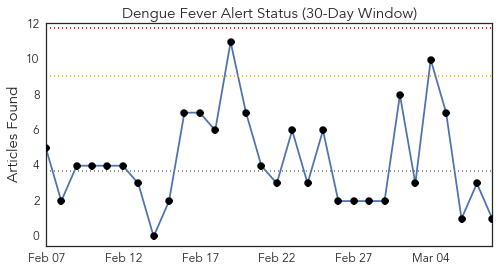 Dengue Fever Alert Status (30-Day Window)
Articles Found
12
10
8
6
4
2
0
Feb 07 Feb 12 Feb 17 Feb 22 Feb 27 Mar 04